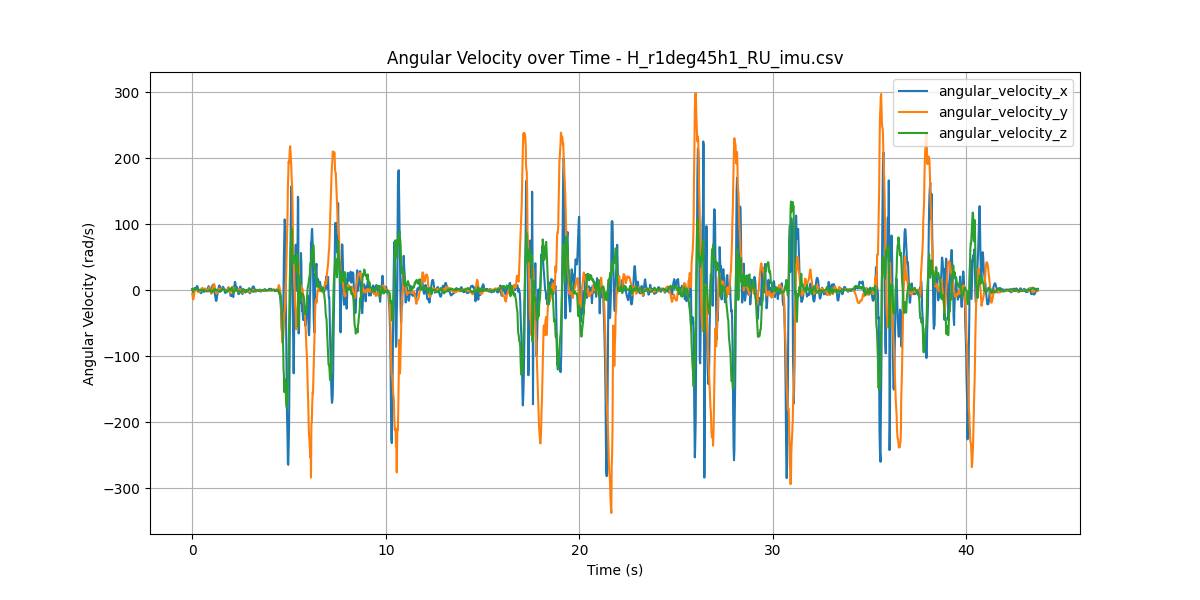 Angular Velocity over Time - H_r1deg45h1_RU_imu.csv
angular_velocity_x
angular_velocity_y
angular_velocity_z
Angular Velocity (rad/s)
300
200
100
0
−100
−200
−300
0 10 20 30 40
Time (s)